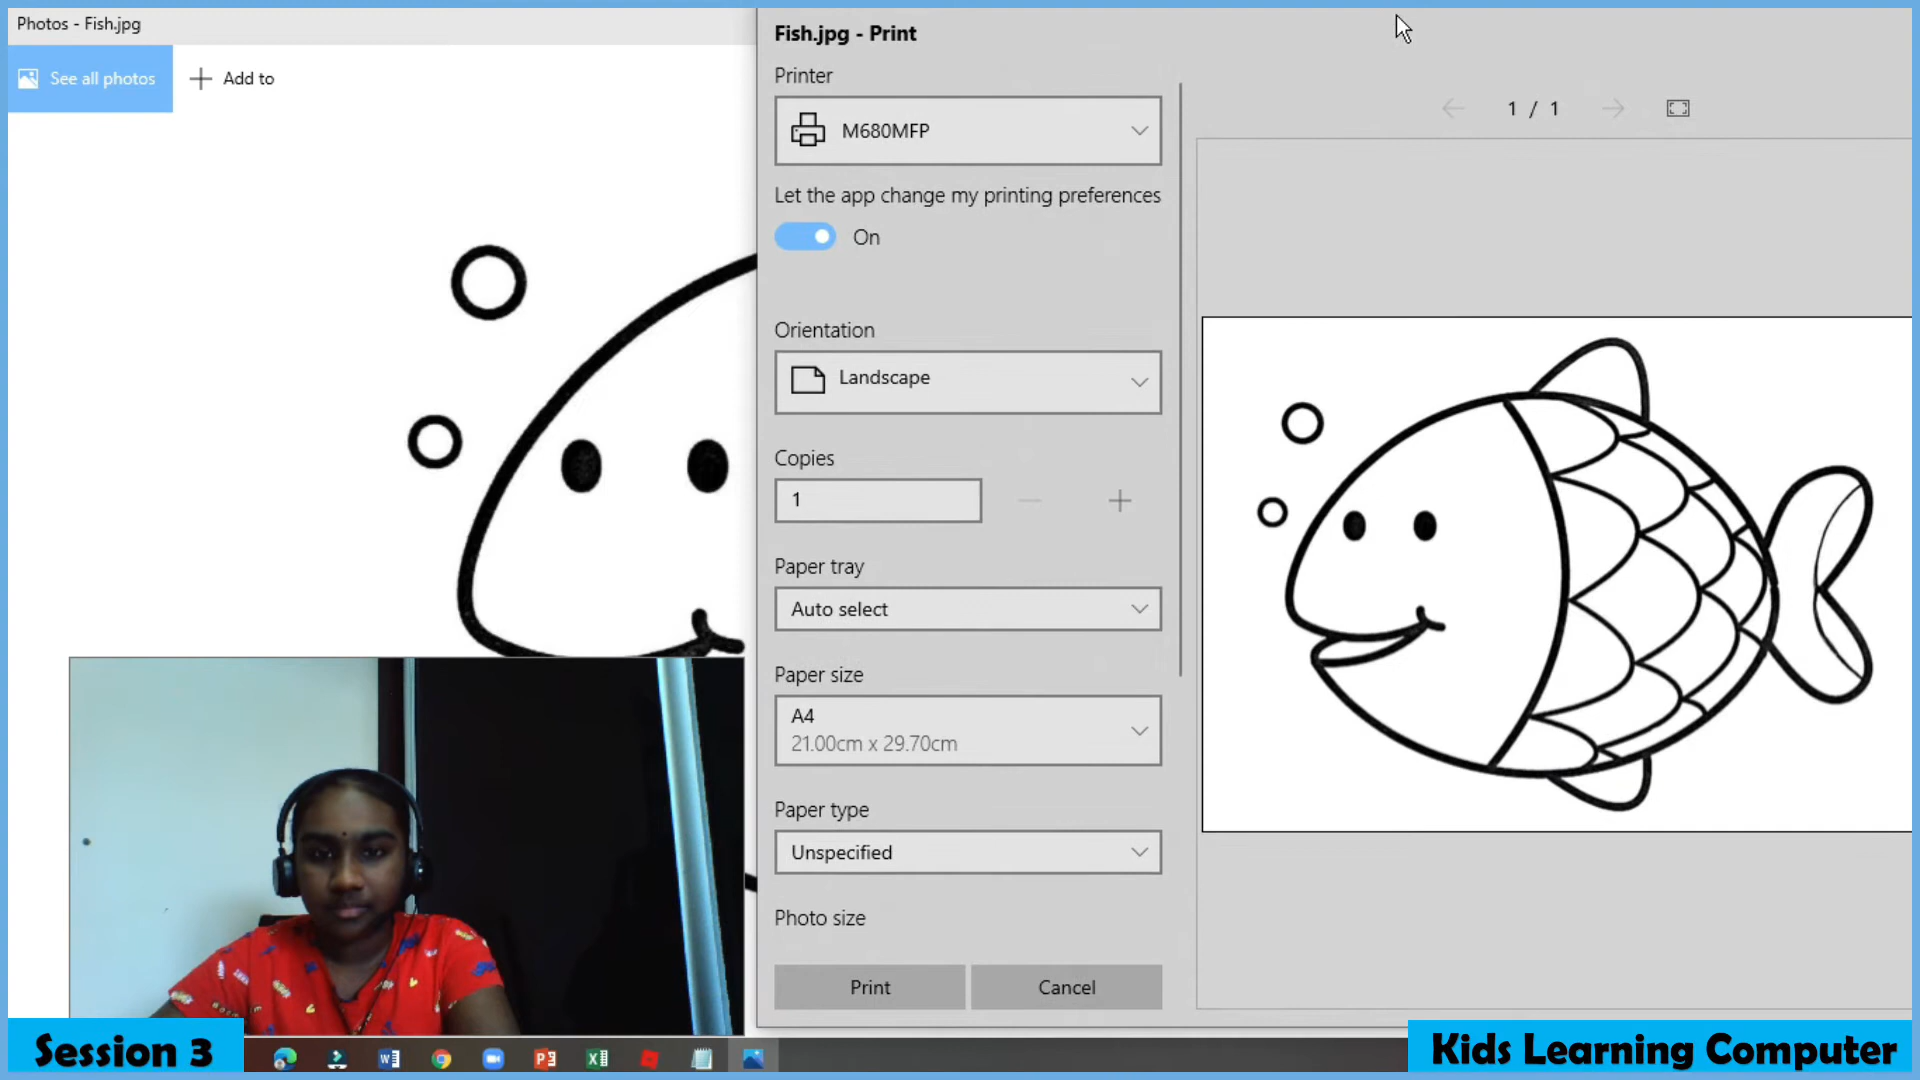 Photos - Fish.jpg
See all photos
Add to
Fish.jpg - Print
Printer
M680MFP
Let the app change my printing preferences
On
Orientation
Landscape
Copies
1
Paper tray
Auto select
Paper size
A4
21.00cm x 29.70cm
Paper type
Unspecified
Photo size
Print
Cancel
1 / 1
Session 3
Kids Learning Computer